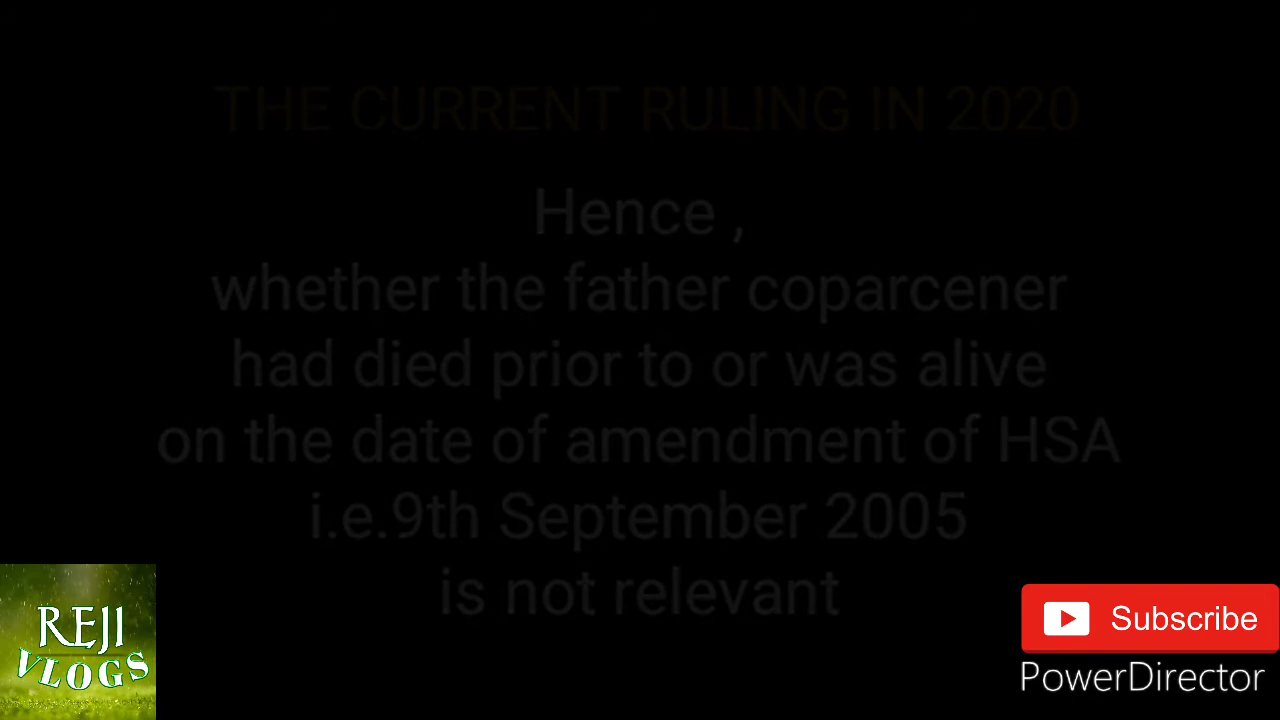 THE CURRENT RULING IN 2020
Hence ,
whether the father coparcener
had died prior to or was alive
on the date of amendment of HSA
i.e.9th September 2005
is not relevant
REJI
VLOGS
Subscribe
PowerDirector